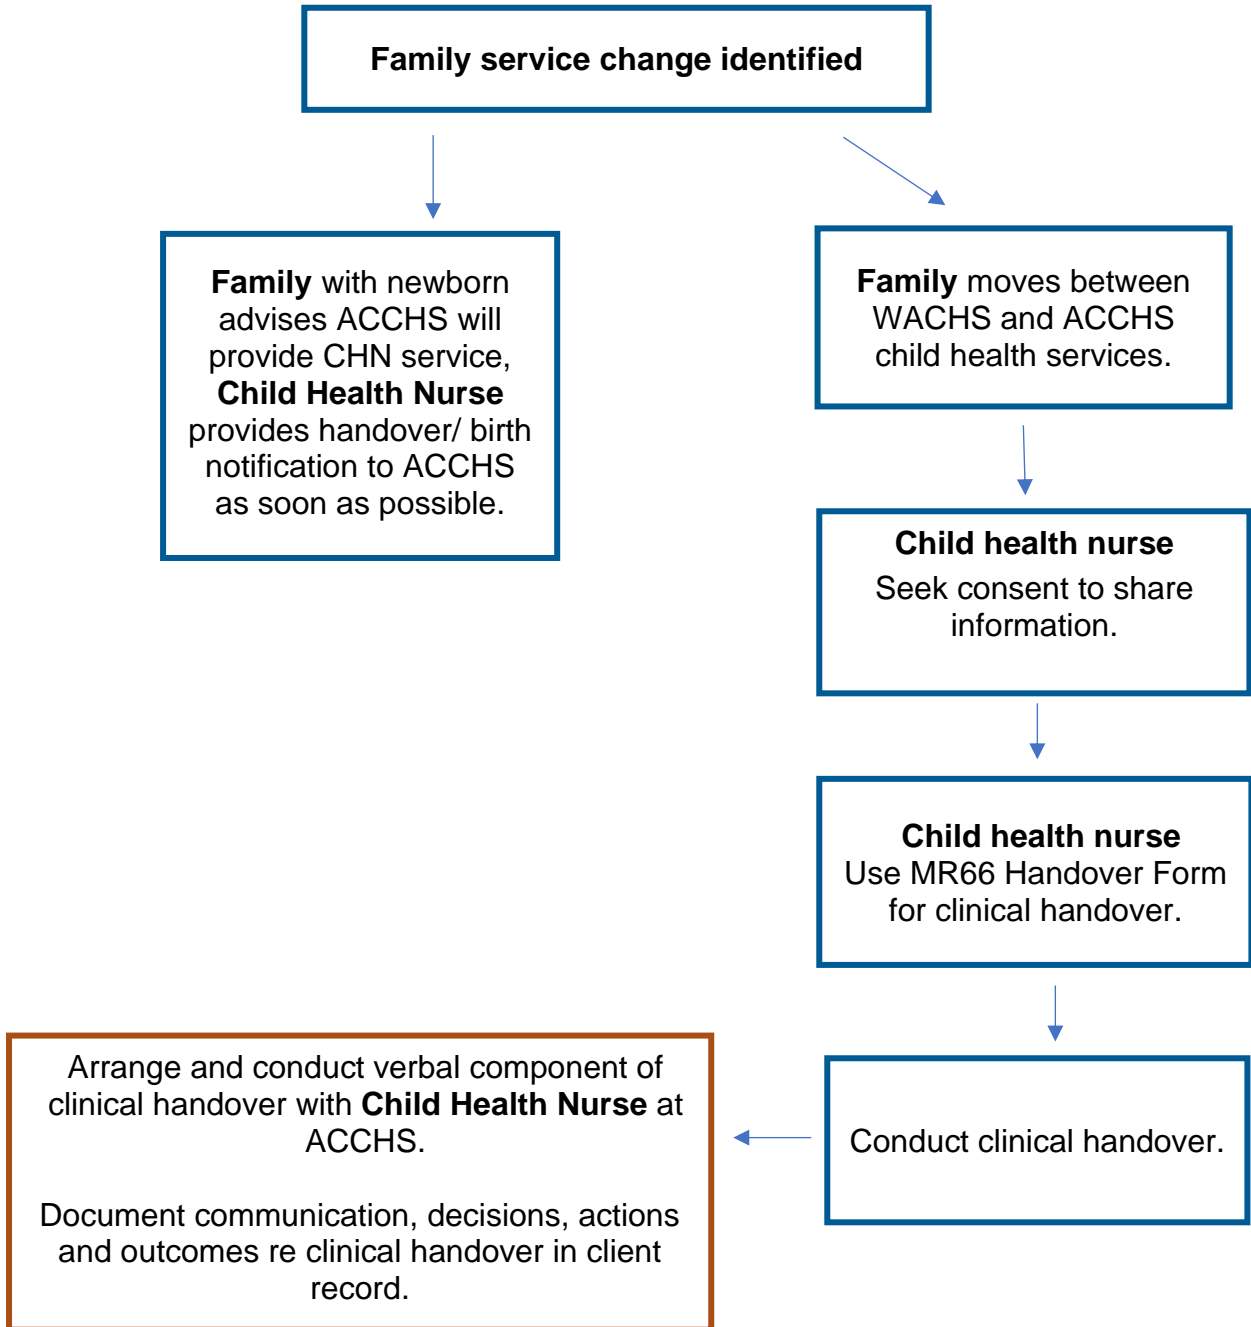 Family service change identified
Family with newborn
advises ACCHS will
provide CHN service,
Child Health Nurse
provides handover/ birth
notification to ACCHS
as soon as possible.
Family moves between
WACHS and ACCHS
child health services.
Child health nurse
Seek consent to share
information.
Child health nurse
Use MR66 Handover Form
for clinical handover.
Conduct clinical handover.
Arrange and conduct verbal component of
clinical handover with Child Health Nurse at
ACCHS.
Document communication, decisions, actions
and outcomes re clinical handover in client
record.